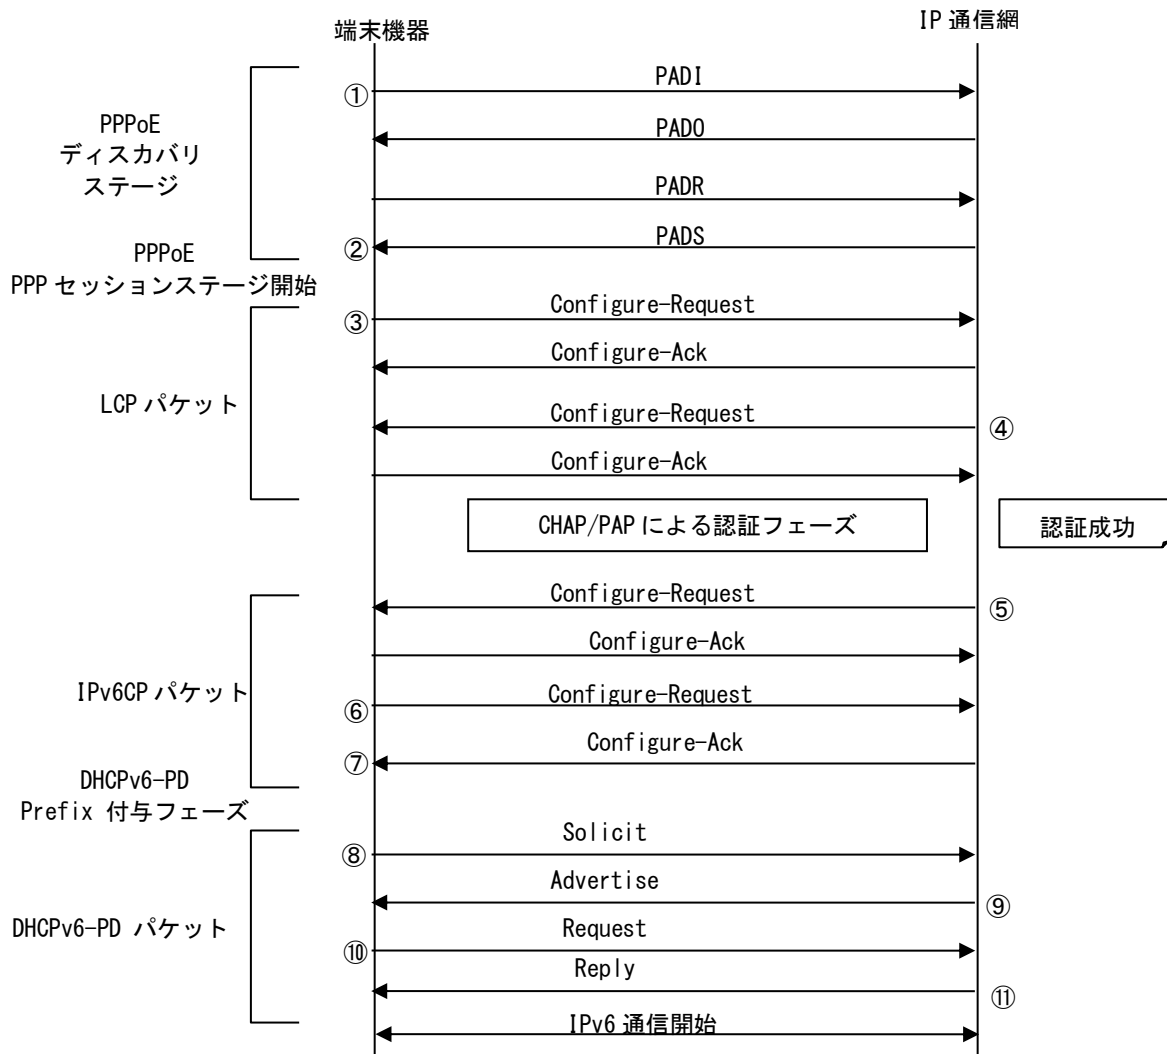 端末機器
IP 通信網
PADI
①
PPPoE
ディスカバリ
ステージ
PADO
PADR
PADS
②
PPPoE
PPP セッションステージ開始
Configure-Request
③
Configure-Ack
LCP パケット
Configure-Request
④
Configure-Ack
CHAP/PAP による認証フェーズ
認証成功
Configure-Request
⑤
Configure-Ack
IPv6CP パケット
Configure-Request
⑥
Configure-Ack
⑦
DHCPv6-PD
Prefix 付与フェーズ
Solicit
⑧
Advertise
⑨
DHCPv6-PD パケット
Request
⑩
Reply
⑪
IPv6 通信開始